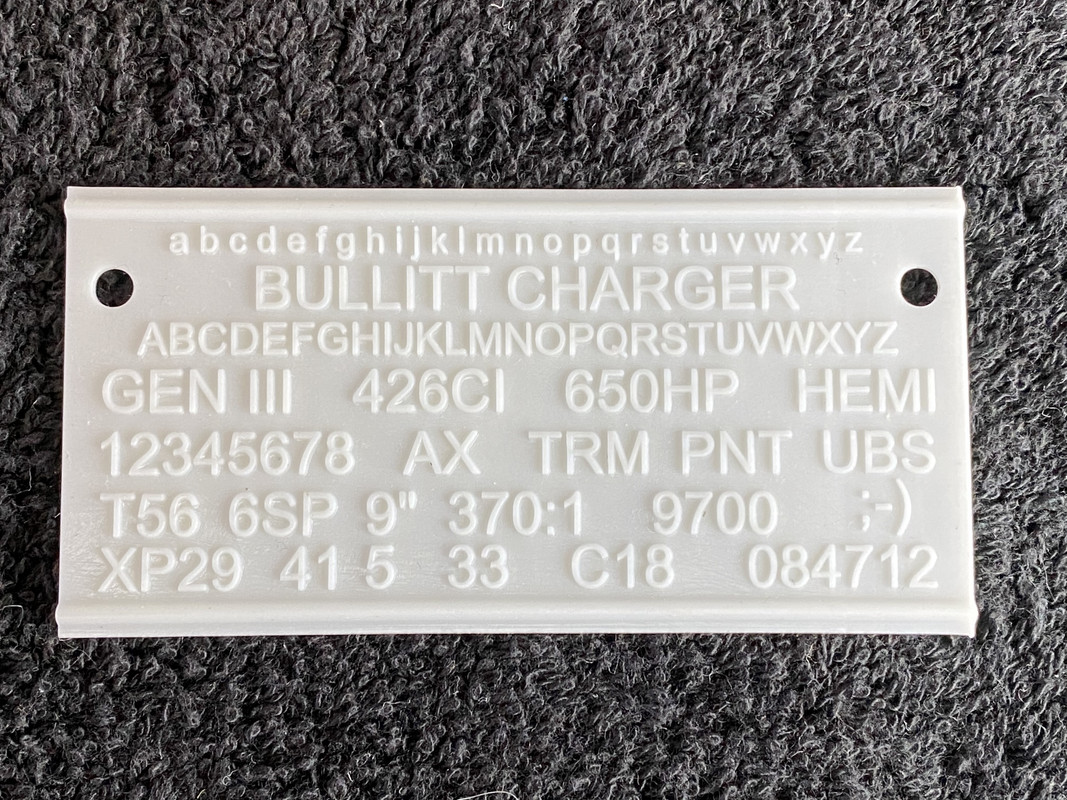 abcdefghijklmnopqrstuvwxyz
BULLITT CHARGER
ABCDEFGHIJKLMNOPQRSTUVWXYZ
GEN III 426CI 650HP HEMI
12345678 AX TRM PNT UBS
T56 6SP 9" 370:1 9700 ;-)
XP29 41 5 33 C18 084712